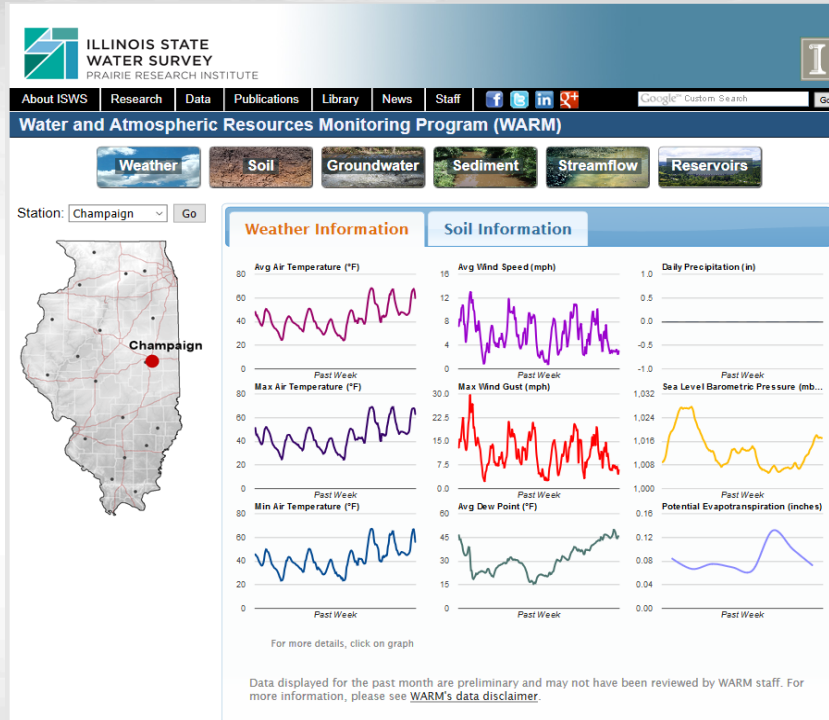 ILLINOIS STATE
WATER SURVEY
PRAIRIE RESEARCH INSTITUTE
I
About ISWS Research Data Publications Library News Staff f in g+ Google™ Custom Search Go
Water and Atmospheric Resources Monitoring Program (WARM)
Weather Soil Groundwater Sediment Streamflow Reservoirs
Station: Champaign Go
Champaign
Weather Information Soil Information
Avg Air Temperature (°F)
80
60
40
20
0
Past Week
Avg Wind Speed (mph)
16
12
8
4
0
Past Week
Daily Precipitation (in)
1.0
0.5
0.0
-0.5
-1.0
Past Week
Max Air Temperature (°F)
80
60
40
20
0
Past Week
Max Wind Gust (mph)
30.0
22.5
15.0
7.5
0.0
Past Week
Sea Level Barometric Pressure (mb...
1,032
1,024
1,016
1,008
1,000
Past Week
Min Air Temperature (°F)
80
60
40
20
0
Past Week
Avg Dew Point (°F)
60
45
30
15
0
Past Week
Potential Evapotranspiration (inches)
0.16
0.12
0.08
0.04
0.00
Past Week
For more details, click on graph
Data displayed for the past month are preliminary and may not have been reviewed by WARM staff. For
more information, please see WARM's data disclaimer.